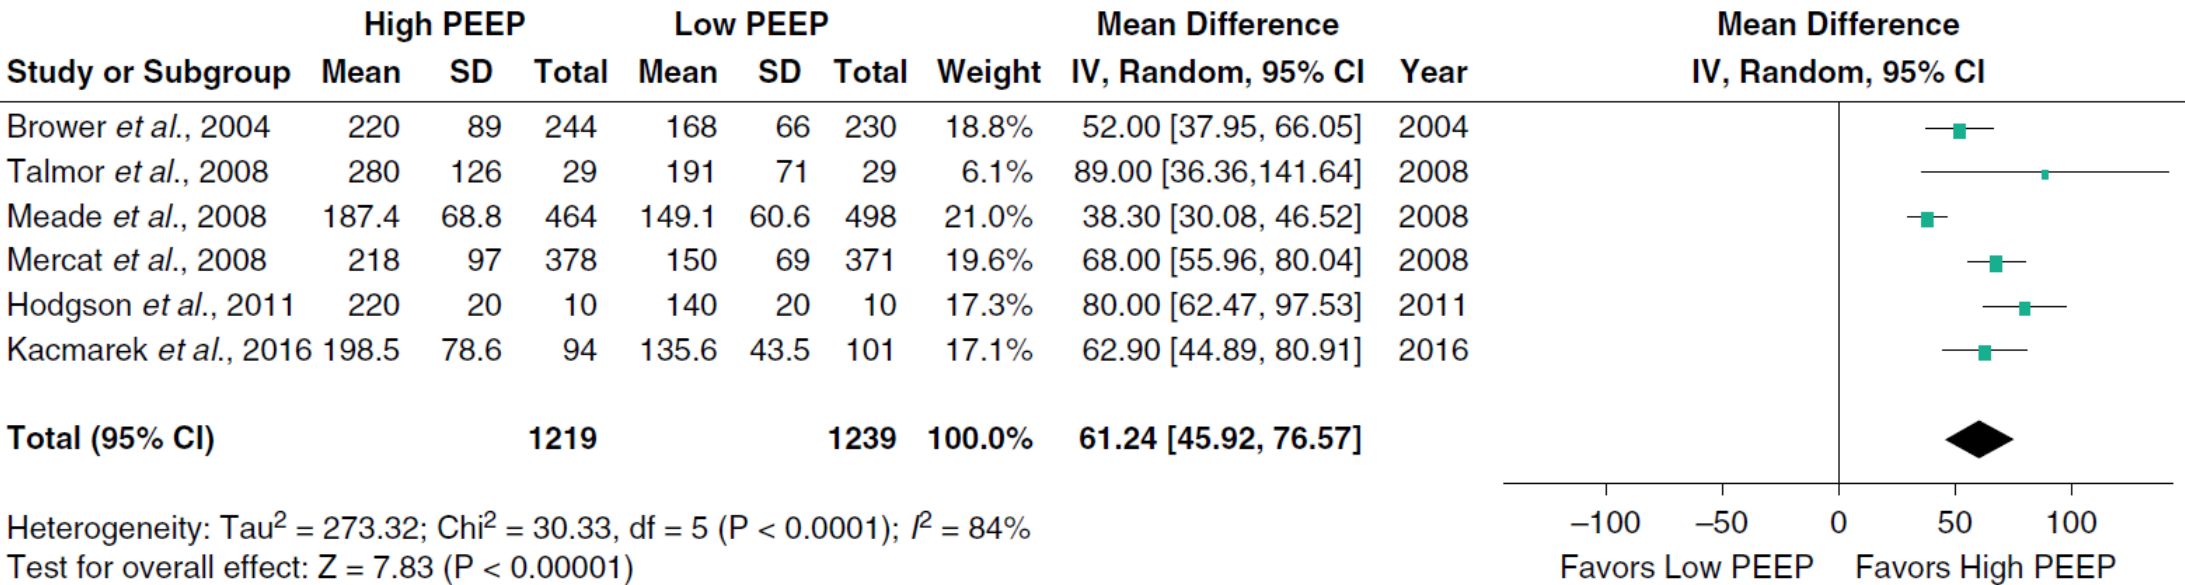 High PEEP Low PEEP Mean Difference Mean Difference
Study or Subgroup Mean SD Total Mean SD Total Weight IV, Random, 95% CI Year IV, Random, 95% CI
Brower et al., 2004 220 89 244 168 66 230 18.8% 52.00 [37.95, 66.05] 2004
Talmor et al., 2008 280 126 29 191 71 29 6.1% 89.00 [36.36,141.64] 2008
Meade et al., 2008 187.4 68.8 464 149.1 60.6 498 21.0% 38.30 [30.08, 46.52] 2008
Mercat et al., 2008 218 97 378 150 69 371 19.6% 68.00 [55.96, 80.04] 2008
Hodgson et al., 2011 220 20 10 140 20 10 17.3% 80.00 [62.47, 97.53] 2011
Kacmarek et al., 2016 198.5 78.6 94 135.6 43.5 101 17.1% 62.90 [44.89, 80.91] 2016
Total (95% CI) 1219 1239 100.0% 61.24 [45.92, 76.57]
Heterogeneity: Tau² = 273.32; Chi² = 30.33, df = 5 (P < 0.0001); I² = 84%
Test for overall effect: Z = 7.83 (P < 0.00001)
–100 –50 0 50 100
Favors Low PEEP Favors High PEEP